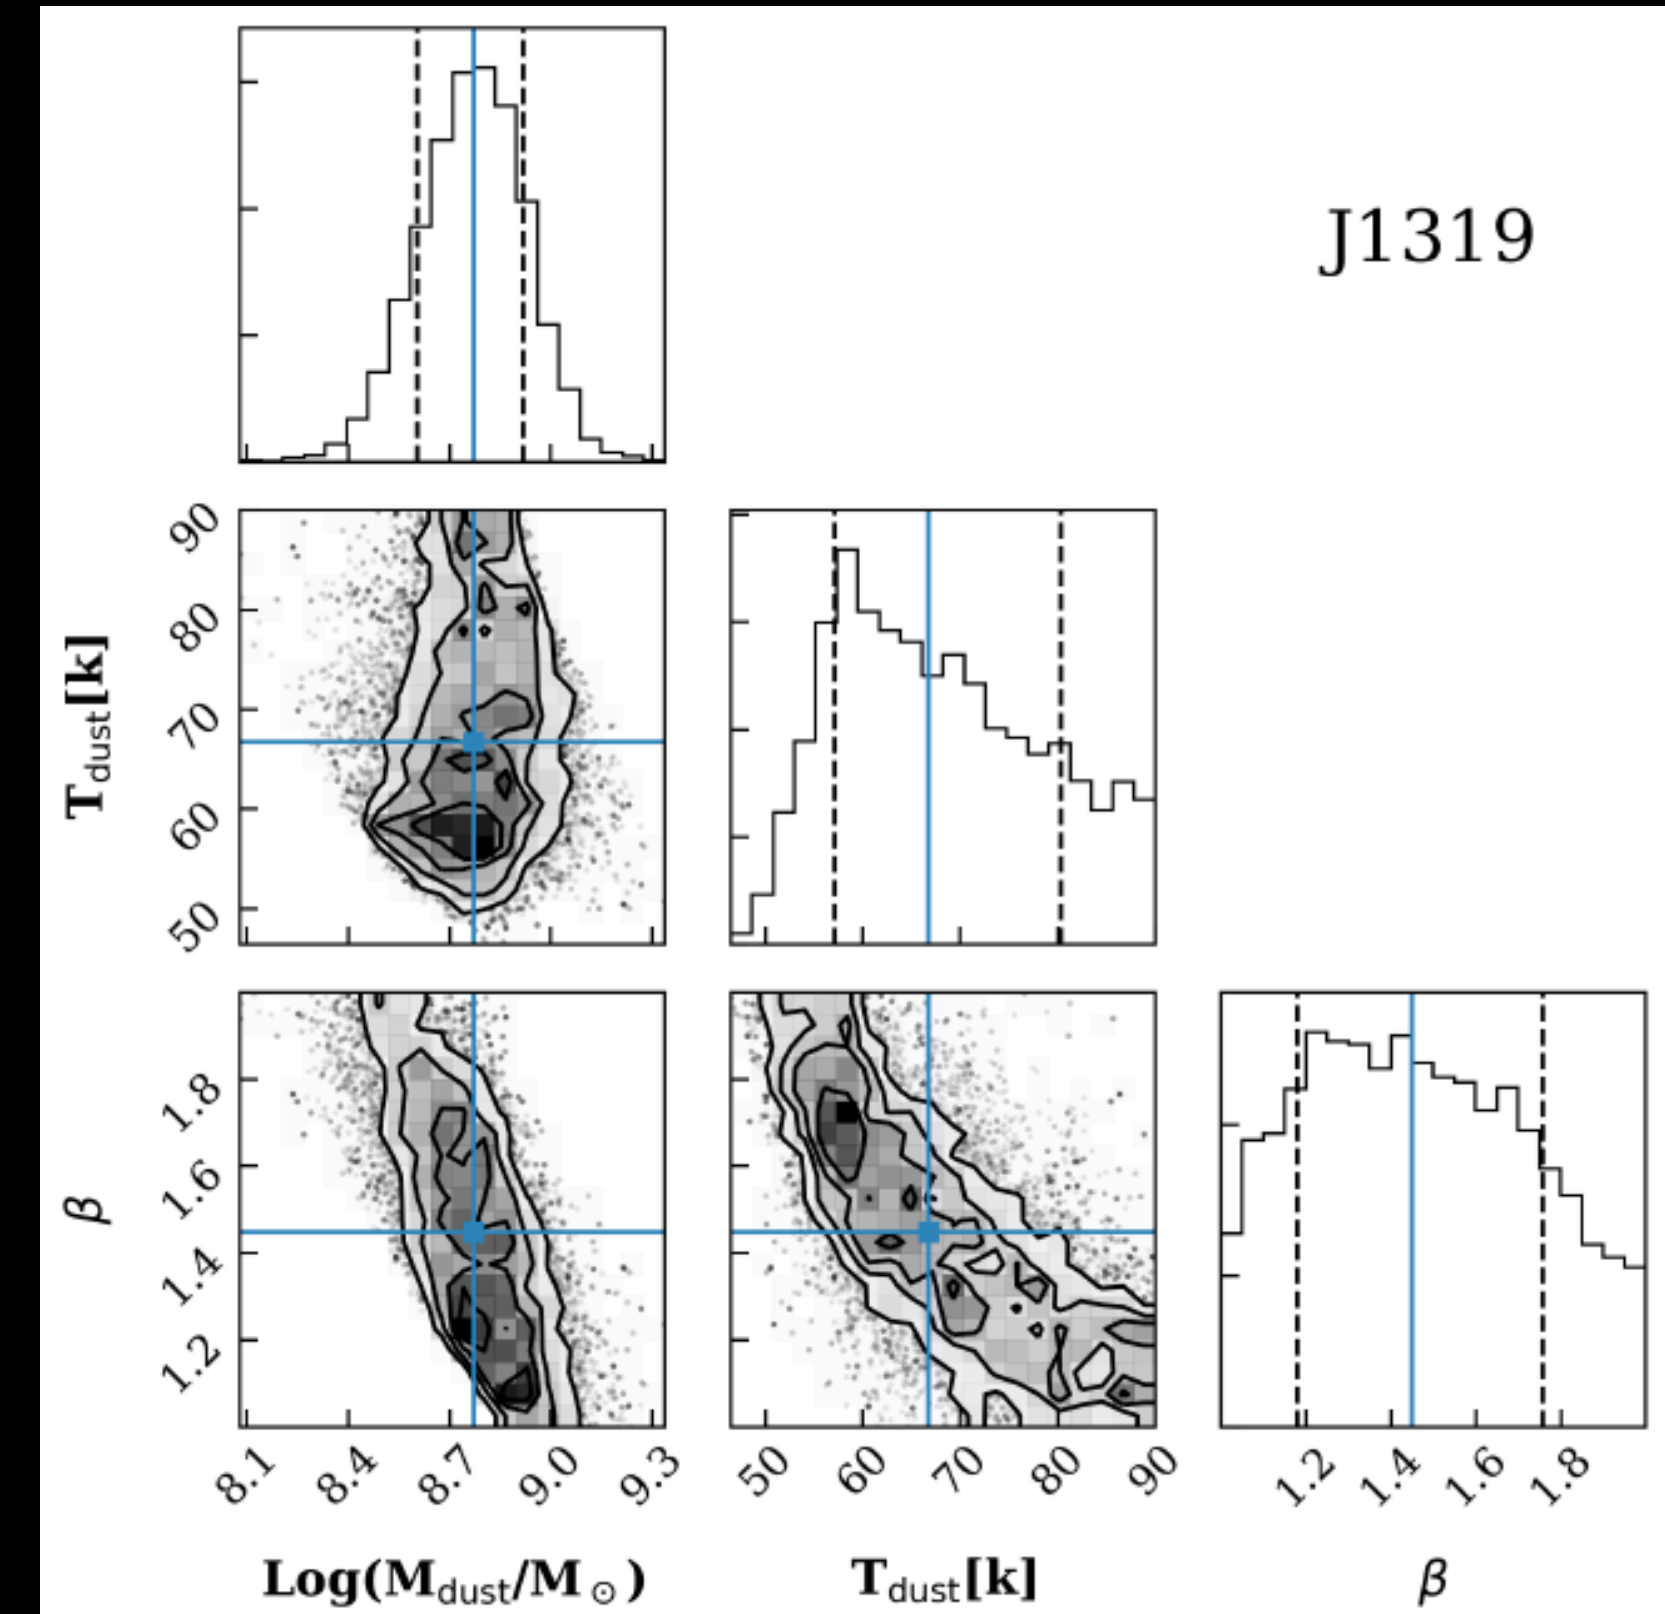 J1319
90
80
70
60
50
T_dust[k]
1.8
1.6
1.4
1.2
β
8.1 8.4 8.7 9.0 9.3
50 60 70 80 90
1.2 1.4 1.6 1.8
Log(M_dust/M_⊙)
T_dust[k]
β